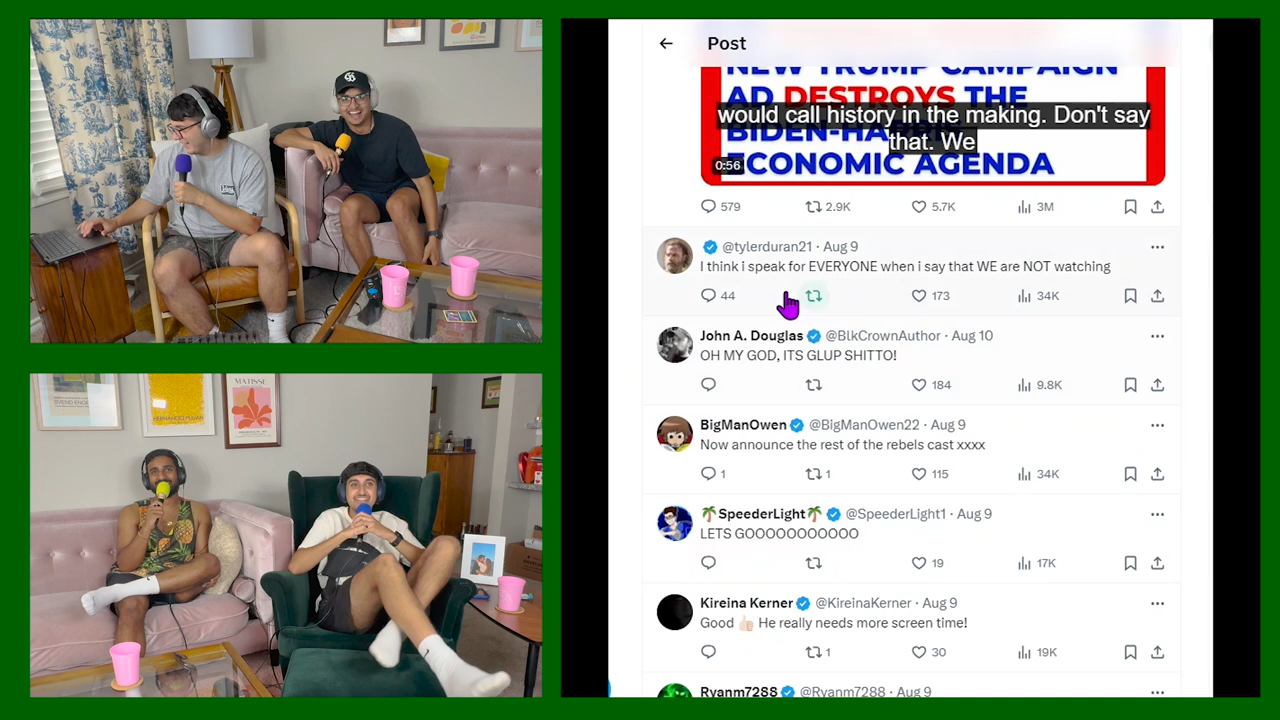 Post
NEW TRUMP CAMPAIGN
AD DESTROYS THE
would call history in the making. Don't say
that. We
ECONOMIC AGENDA
0:56
579 2.9K 5.7K 3M
@tylerduran21 · Aug 9
I think i speak for EVERYONE when i say that WE are NOT watching
44 173 34K
John A. Douglas @BlkCrownAuthor · Aug 10
OH MY GOD, ITS GLUP SHITTO!
184 9.8K
BigManOwen @BigManOwen22 · Aug 9
Now announce the rest of the rebels cast xxxx
1 1 115 34K
🌴SpeederLight🌴 @SpeederLight1 · Aug 9
LETS GOOOOOOOOOOO
19 17K
Kireina Kerner @KireinaKerner · Aug 9
Good 👍🏻 He really needs more screen time!
1 30 19K
Ryanm7288 @Ryanm7288 · Aug 9
MATISSE